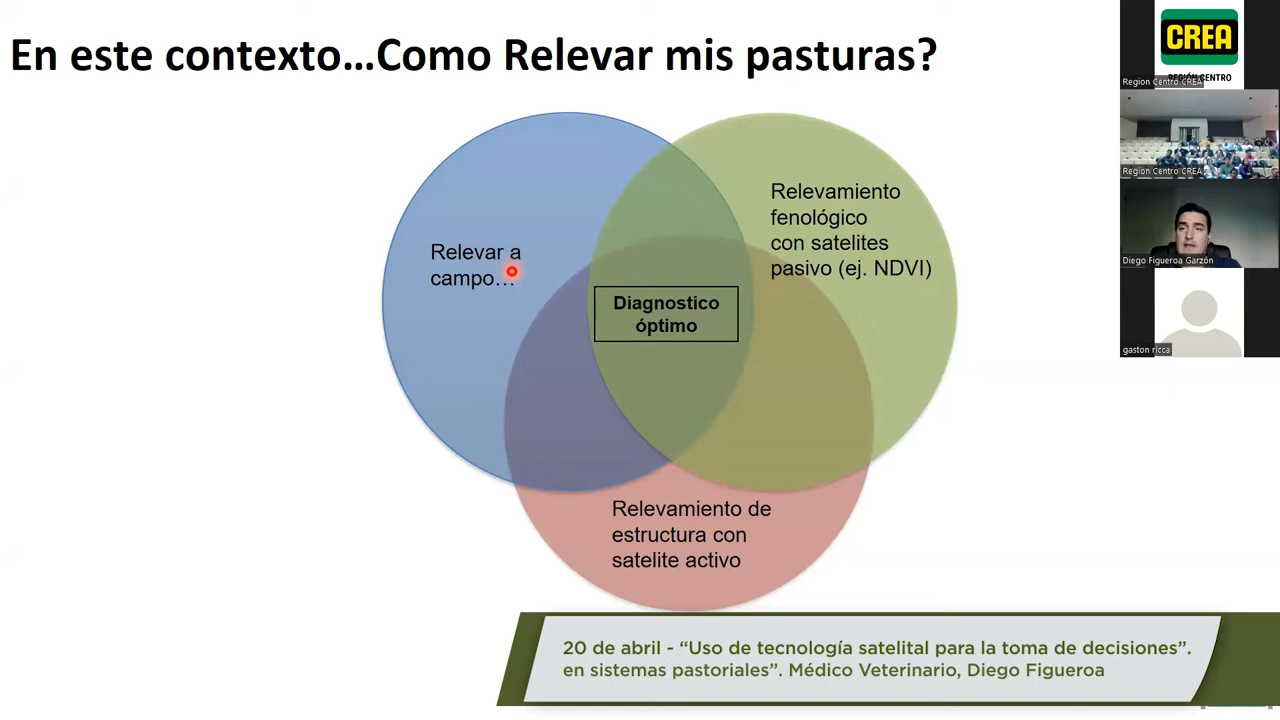 En este contexto...Como Relevar mis pasturas?
Relevar a
campo...
Relevamiento
fenológico
con satelites
pasivo (ej. NDVI)
Diagnostico
óptimo
Relevamiento de
estructura con
satelite activo
20 de abril - “Uso de tecnología satelital para la toma de decisiones”.
en sistemas pastoriales”. Médico Veterinario, Diego Figueroa
CREA
REGIÓN CENTRO
Region Centro CREA
Region Centro CREA
Diego Figueroa Garzón
gaston ricca